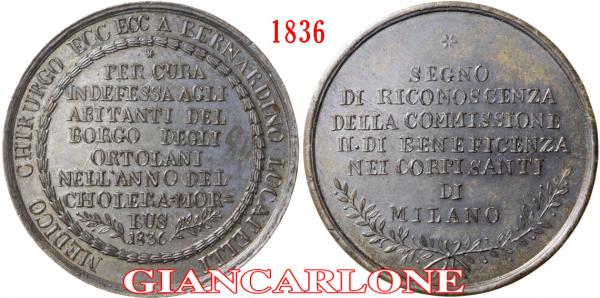 1836
MEDICO CHIRURGO ECC ECC A BERNARDINO LOCATELLI
*
PER CURA
INDEFESSA AGLI
ABITANTI DEL
BORGO DEGLI
ORTOLANI
NELL'ANNO DEL
CHOLERA-MOR=
BUS
1836
*
SEGNO
DI RICONOSCENZA
DELLA COMMISSIONE
II. DI BENEFICENZA
NEI CORPI SANTI
DI
MILANO
GIANCARLONE